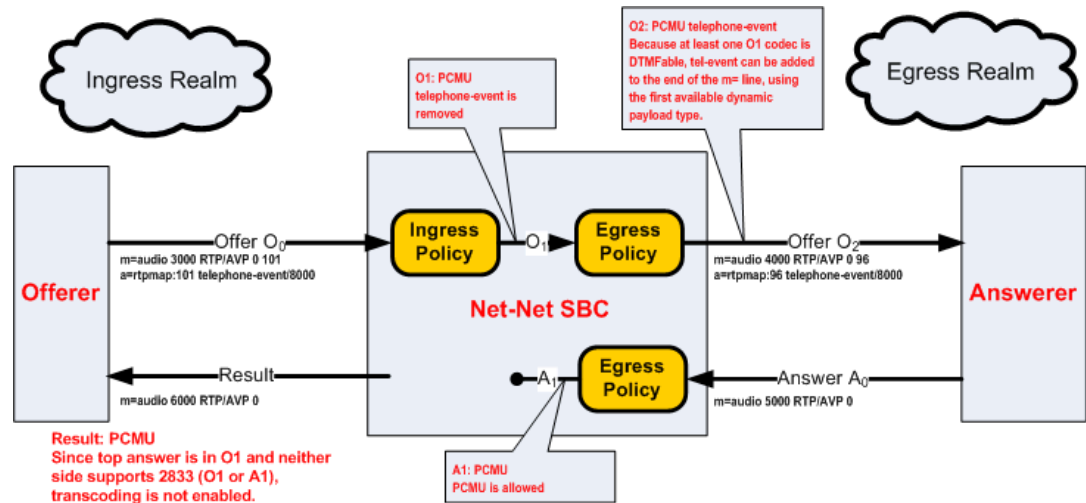 Ingress Realm
Egress Realm
O1: PCMU
telephone-event is
removed
O2: PCMU telephone-event
Because at least one O1 codec is
DTMFable, tel-event can be added
to the end of the m= line, using
the first available dynamic
payload type.
Offerer
Offer O0
m=audio 3000 RTP/AVP 0 101
a=rtpmap:101 telephone-event/8000
Ingress
Policy
O1
Egress
Policy
Offer O2
m=audio 4000 RTP/AVP 0 96
a=rtpmap:96 telephone-event/8000
Answerer
Net-Net SBC
Result
m=audio 6000 RTP/AVP 0
A1
Egress
Policy
Answer A0
m=audio 5000 RTP/AVP 0
Result: PCMU
Since top answer is in O1 and neither
side supports 2833 (O1 or A1),
transcoding is not enabled.
A1: PCMU
PCMU is allowed